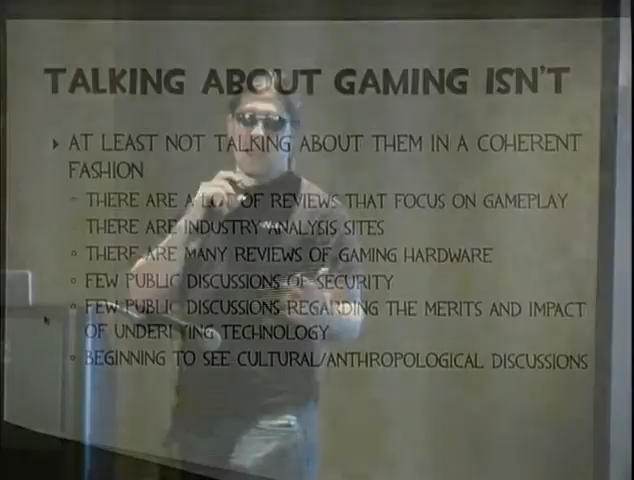 TALKING ABOUT GAMING ISN'T
AT LEAST NOT TALKING ABOUT THEM IN A COHERENT
FASHION
THERE ARE A LOT OF REVIEWS THAT FOCUS ON GAMEPLAY
THERE ARE INDUSTRY ANALYSIS SITES
THERE ARE MANY REVIEWS OF GAMING HARDWARE
FEW PUBLIC DISCUSSIONS OF SECURITY
FEW PUBLIC DISCUSSIONS REGARDING THE MERITS AND IMPACT
OF UNDERLYING TECHNOLOGY
BEGINNING TO SEE CULTURAL/ANTHROPOLOGICAL DISCUSSIONS